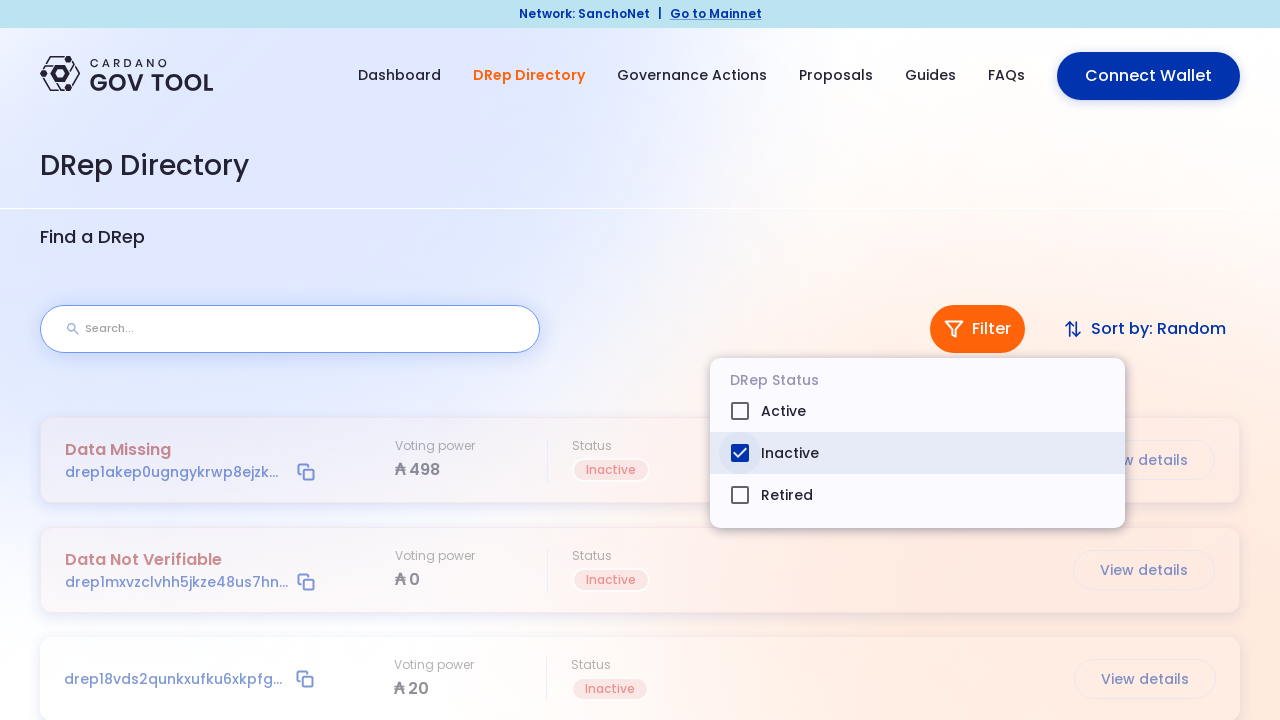 Network: SanchoNet | Go to Mainnet
CARDANO
GOV TOOL
Dashboard
DRep Directory
Governance Actions
Proposals
Guides
FAQs
Connect Wallet
DRep Directory
Find a DRep
Search...
Filter
Sort by: Random
DRep Status
Active
Inactive
Retired
Data Missing
drep1akep0ugngykrwp8ejzk...
Voting power
₳ 498
Status
Inactive
details
Data Not Verifiable
drep1mxvzclvhh5jkze48us7hn...
Voting power
₳ 0
Status
Inactive
View details
drep18vds2qunkxufku6xkpfg...
Voting power
₳ 20
Status
Inactive
View details